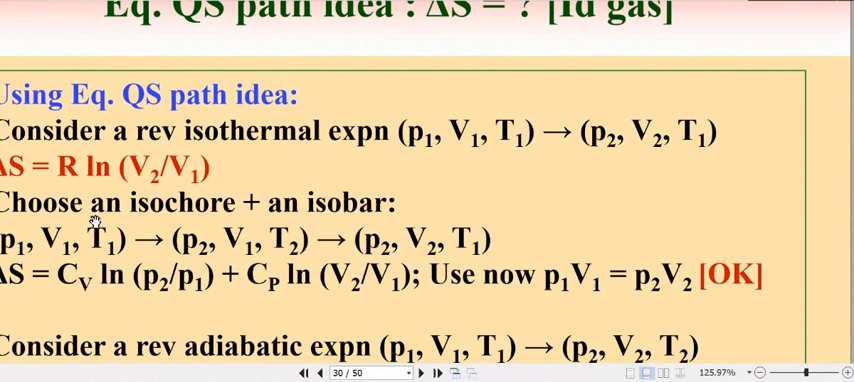 Eq. QS path idea : ΔS = ? [Id gas]
Using Eq. QS path idea:
Consider a rev isothermal expn (p₁, V₁, T₁) → (p₂, V₂, T₁)
ΔS = R ln (V₂/V₁)
Choose an isochore + an isobar:
p₁, V₁, T₁) → (p₂, V₁, T₂) → (p₂, V₂, T₁)
ΔS = Cᵥ ln (p₂/p₁) + Cₚ ln (V₂/V₁); Use now p₁V₁ = p₂V₂ [OK]
Consider a rev adiabatic expn (p₁, V₁, T₁) → (p₂, V₂, T₂)
30 / 50
125.97%